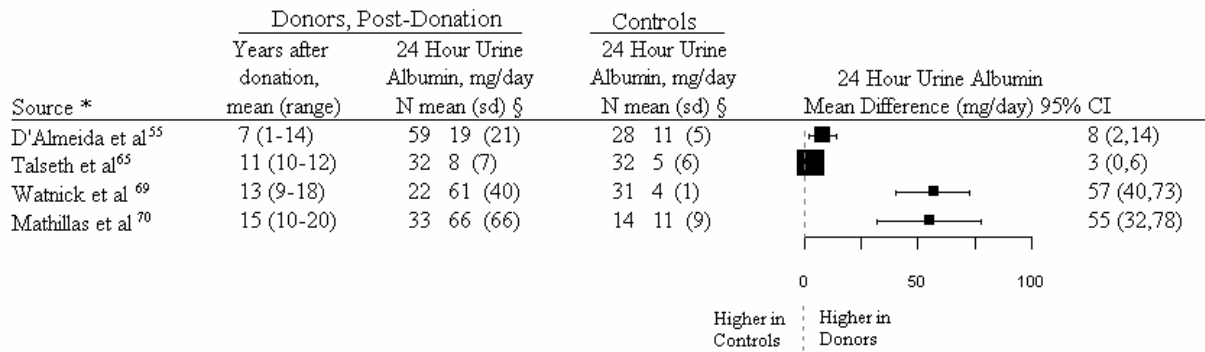 Donors, Post-Donation Controls
Years after 24 Hour Urine 24 Hour Urine
donation, Albumin, mg/day Albumin, mg/day 24 Hour Urine Albumin
Source * mean (range) N mean (sd) § N mean (sd) § Mean Difference (mg/day) 95% CI
D'Almeida et al55 7 (1-14) 59 19 (21) 28 11 (5) 8 (2,14)
Talseth et al65 11 (10-12) 32 8 (7) 32 5 (6) 3 (0,6)
Watnick et al 69 13 (9-18) 22 61 (40) 31 4 (1) 57 (40,73)
Mathillas et al 70 15 (10-20) 33 66 (66) 14 11 (9) 55 (32,78)
0 50 100
Higher in Higher in
Controls Donors